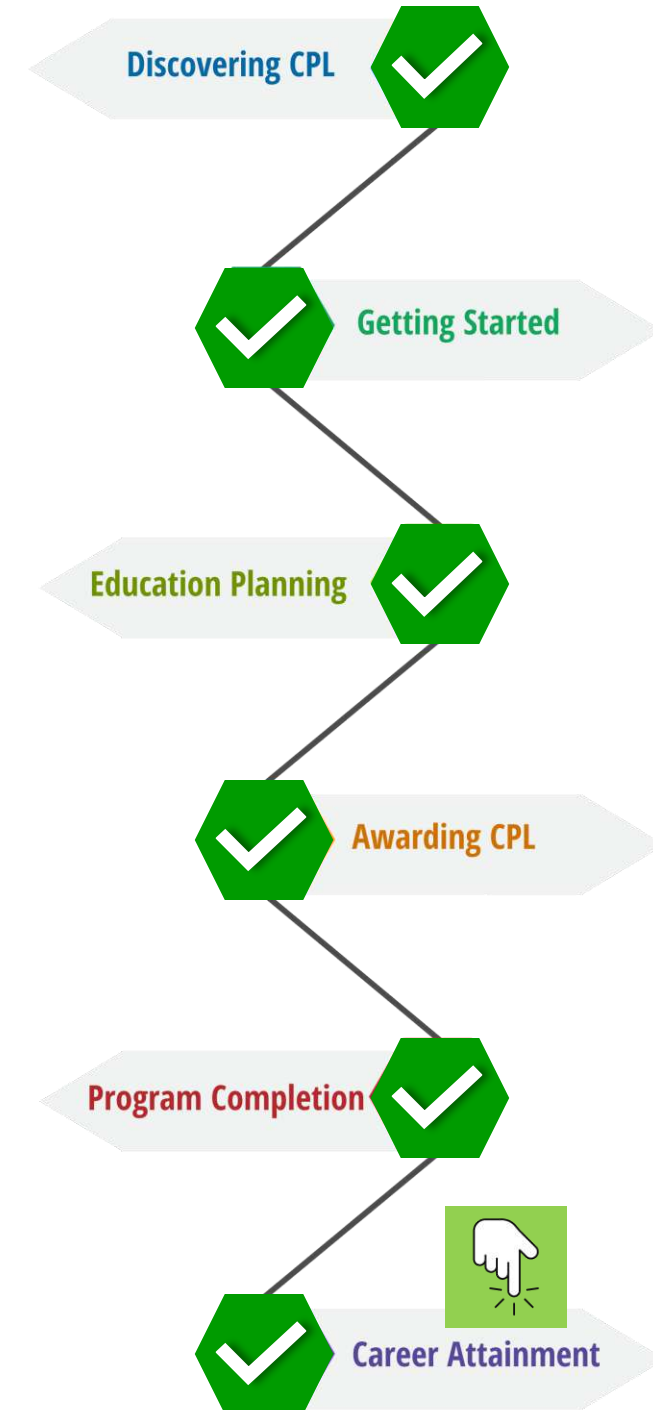 Discovering CPL
Getting Started
Education Planning
Awarding CPL
Program Completion
Career Attainment